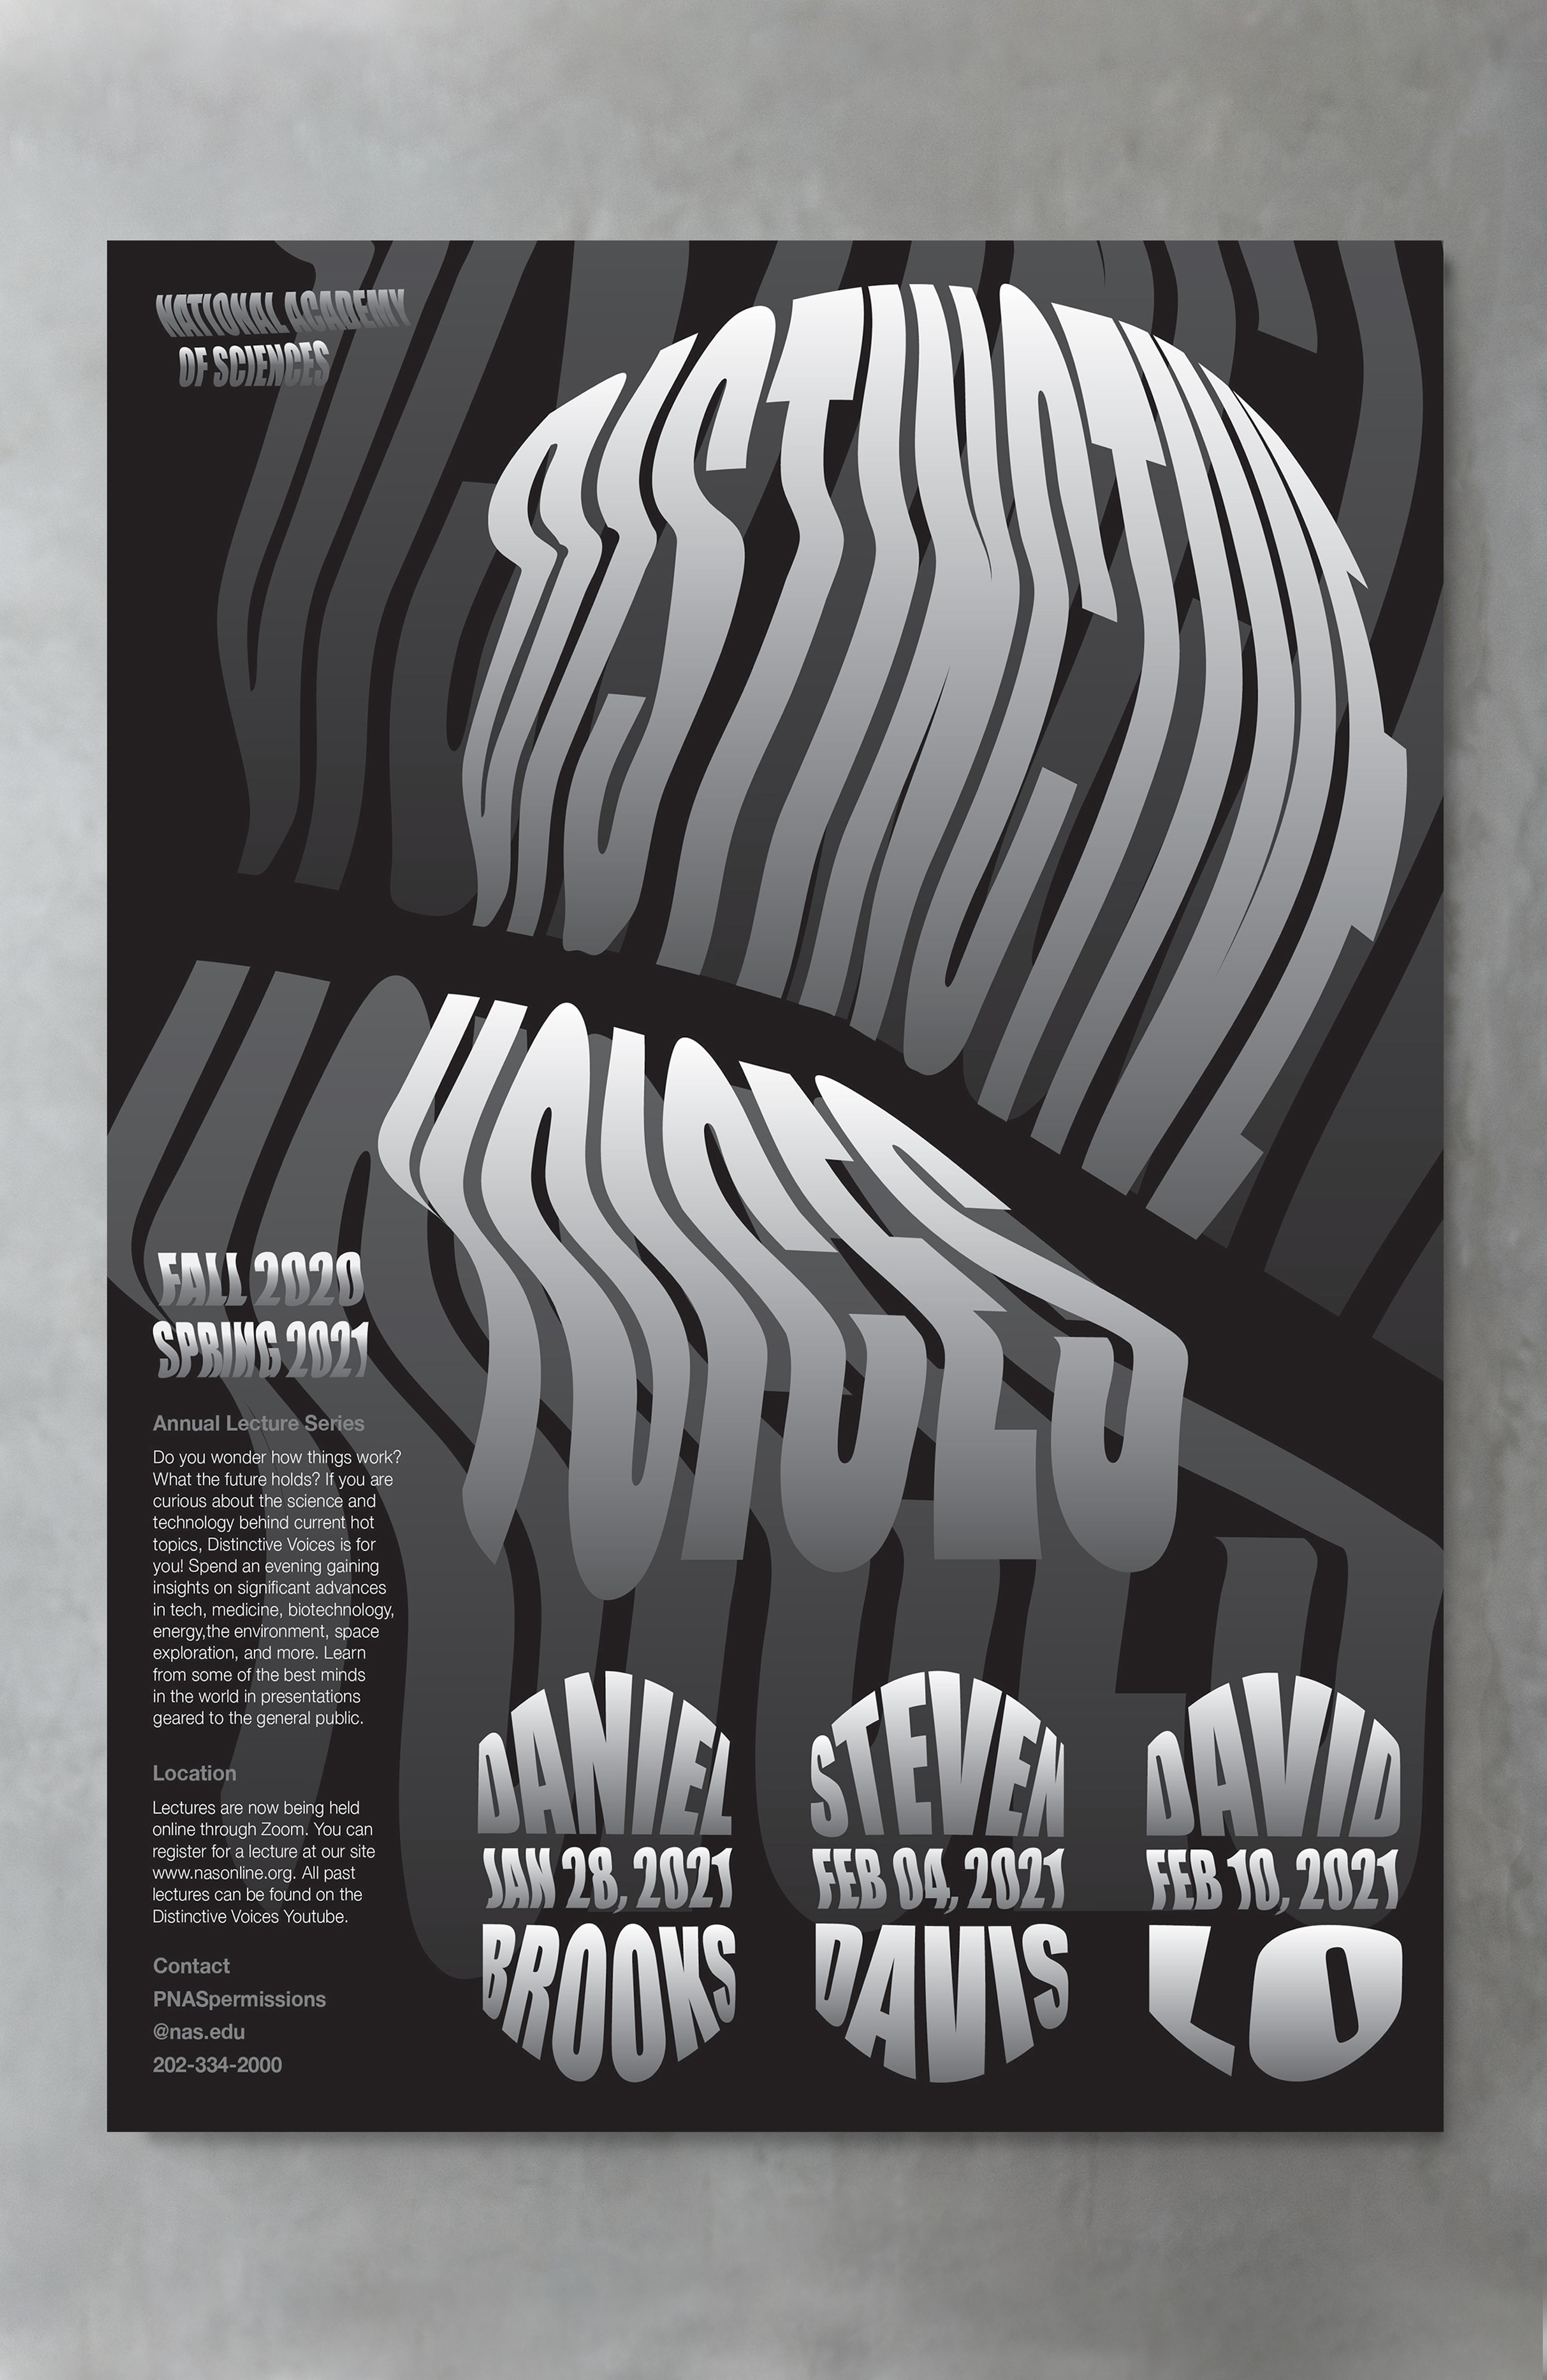 NATIONAL ACADEMY
OF SCIENCES
DISTINCTIVE
VOICES
FALL 2020
SPRING 2021
Annual Lecture Series
Do you wonder how things work?
What the future holds? If you are
curious about the science and
technology behind current hot
topics, Distinctive Voices is for
you! Spend an evening gaining
insights on significant advances
in tech, medicine, biotechnology,
energy,the environment, space
exploration, and more. Learn
from some of the best minds
in the world in presentations
geared to the general public.
Location
Lectures are now being held
online through Zoom. You can
register for a lecture at our site
www.nasonline.org. All past
lectures can be found on the
Distinctive Voices Youtube.
Contact
PNASpermissions
@nas.edu
202-334-2000
DANIEL
JAN 28, 2021
BROOKS
STEVEN
FEB 04, 2021
DAVIS
DAVID
FEB 10, 2021
LO